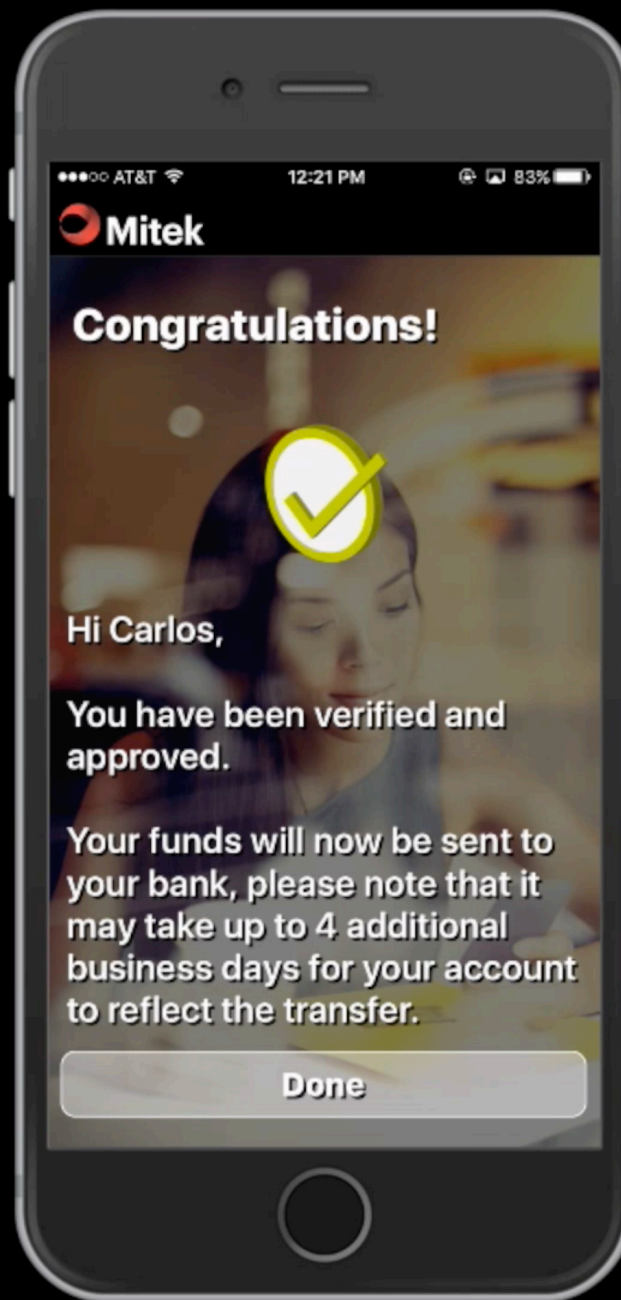 AT&T 12:21 PM 83%
Mitek
Congratulations!
Hi Carlos,
You have been verified and
approved.
Your funds will now be sent to
your bank, please note that it
may take up to 4 additional
business days for your account
to reflect the transfer.
Done